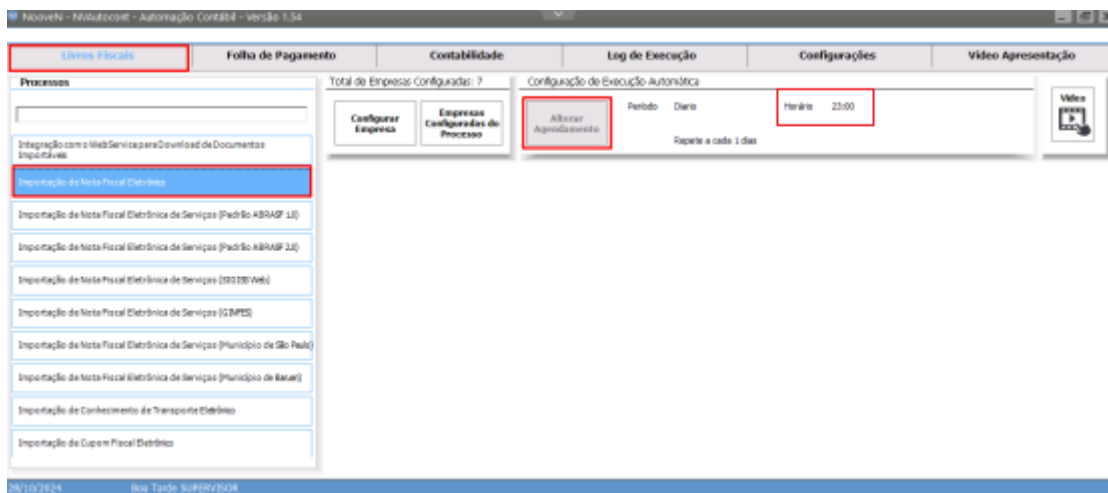 NooveN - NVAutocont - Automação Contábil - Versão 1.54
Livros Fiscais
Folha de Pagamento
Contabilidade
Log de Execução
Configurações
Vídeo Apresentação
Processos
Total de Empresas Configuradas: 7
Configuração de Execução Automática
Configurar
Empresa
Empresas
Configuradas do
Processo
Alterar
Agendamento
Período Diario
Horário 23:00
Repete a cada 1 dias
Vídeo
Integração com o WebService para Download de Documentos
Importáveis
Importação de Nota Fiscal Eletrônica
Importação de Nota Fiscal Eletrônica de Serviços (Padrão ABRASF 1.0)
Importação de Nota Fiscal Eletrônica de Serviços (Padrão ABRASF 2.0)
Importação de Nota Fiscal Eletrônica de Serviços (SIGISS Web)
Importação de Nota Fiscal Eletrônica de Serviços (GINFES)
Importação de Nota Fiscal Eletrônica de Serviços (Município de São Paulo)
Importação de Nota Fiscal Eletrônica de Serviços (Município de Barueri)
Importação de Conhecimento de Transporte Eletrônico
Importação de Cupom Fiscal Eletrônico
28/10/2024
Boa Tarde SUPERVISOR